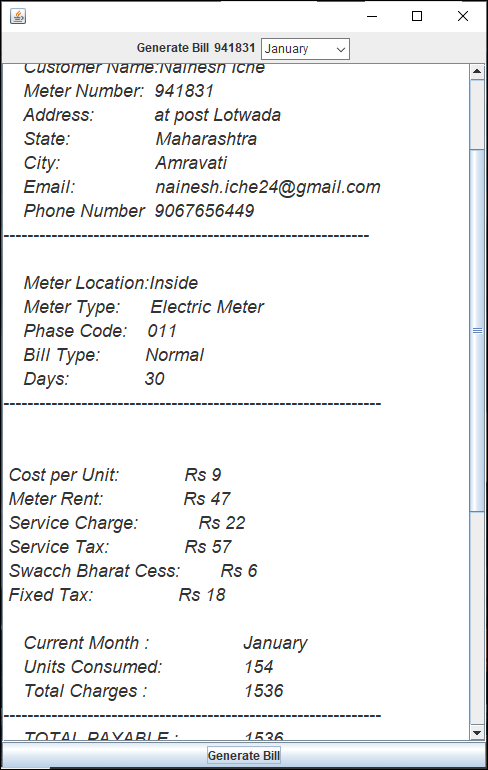 Generate Bill 941831 January
Customer Name:Nainesh Iche
Meter Number: 941831
Address: at post Lotwada
State: Maharashtra
City: Amravati
Email: nainesh.iche24@gmail.com
Phone Number 9067656449
-------------------------------------------------------------
Meter Location:Inside
Meter Type: Electric Meter
Phase Code: 011
Bill Type: Normal
Days: 30
---------------------------------------------------------------
Cost per Unit: Rs 9
Meter Rent: Rs 47
Service Charge: Rs 22
Service Tax: Rs 57
Swacch Bharat Cess: Rs 6
Fixed Tax: Rs 18
Current Month : January
Units Consumed: 154
Total Charges : 1536
---------------------------------------------------------------
TOTAL PAYABLE : 1536
Generate Bill